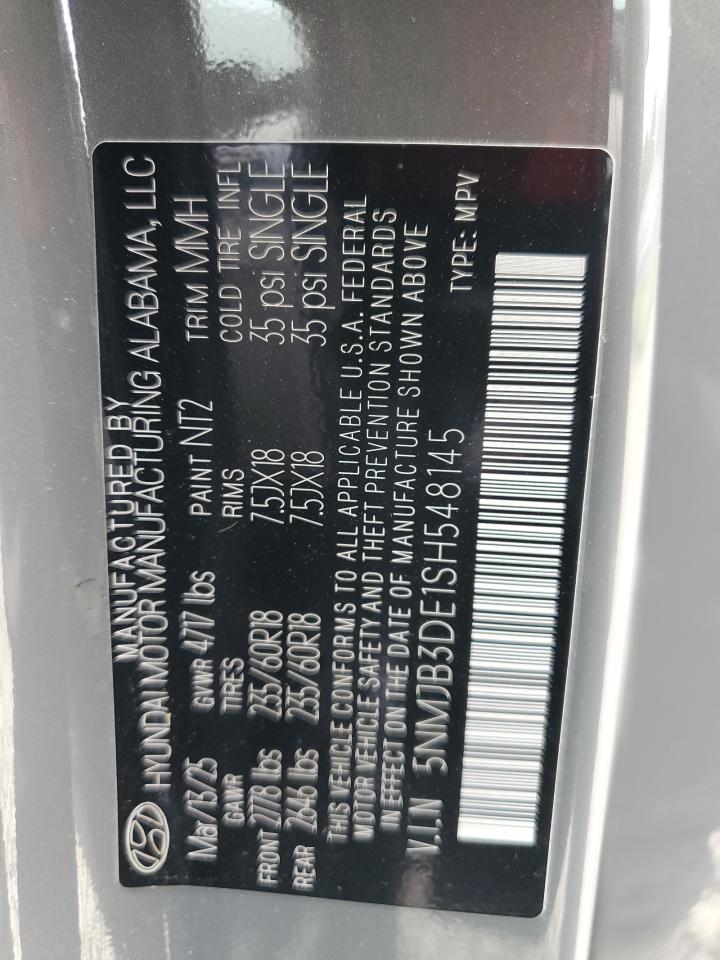 MANUFACTURED BY
HYUNDAI MOTOR MANUFACTURING ALABAMA, LLC
Mar/13/25 GVWR 4717 lbs PAINT NT2 TRIM MMH
GAWR TIRES RIMS COLD TIRE INFL
FRONT 2778 lbs 235/60R18 7.5JX18 35 psi SINGLE
REAR 2646 lbs 235/60R18 7.5JX18 35 psi SINGLE
THIS VEHICLE CONFORMS TO ALL APPLICABLE U.S.A. FEDERAL
MOTOR VEHICLE SAFETY AND THEFT PREVENTION STANDARDS
IN EFFECT ON THE DATE OF MANUFACTURE SHOWN ABOVE
V.I.N 5NMJB3DE1SH548145 TYPE: MPV